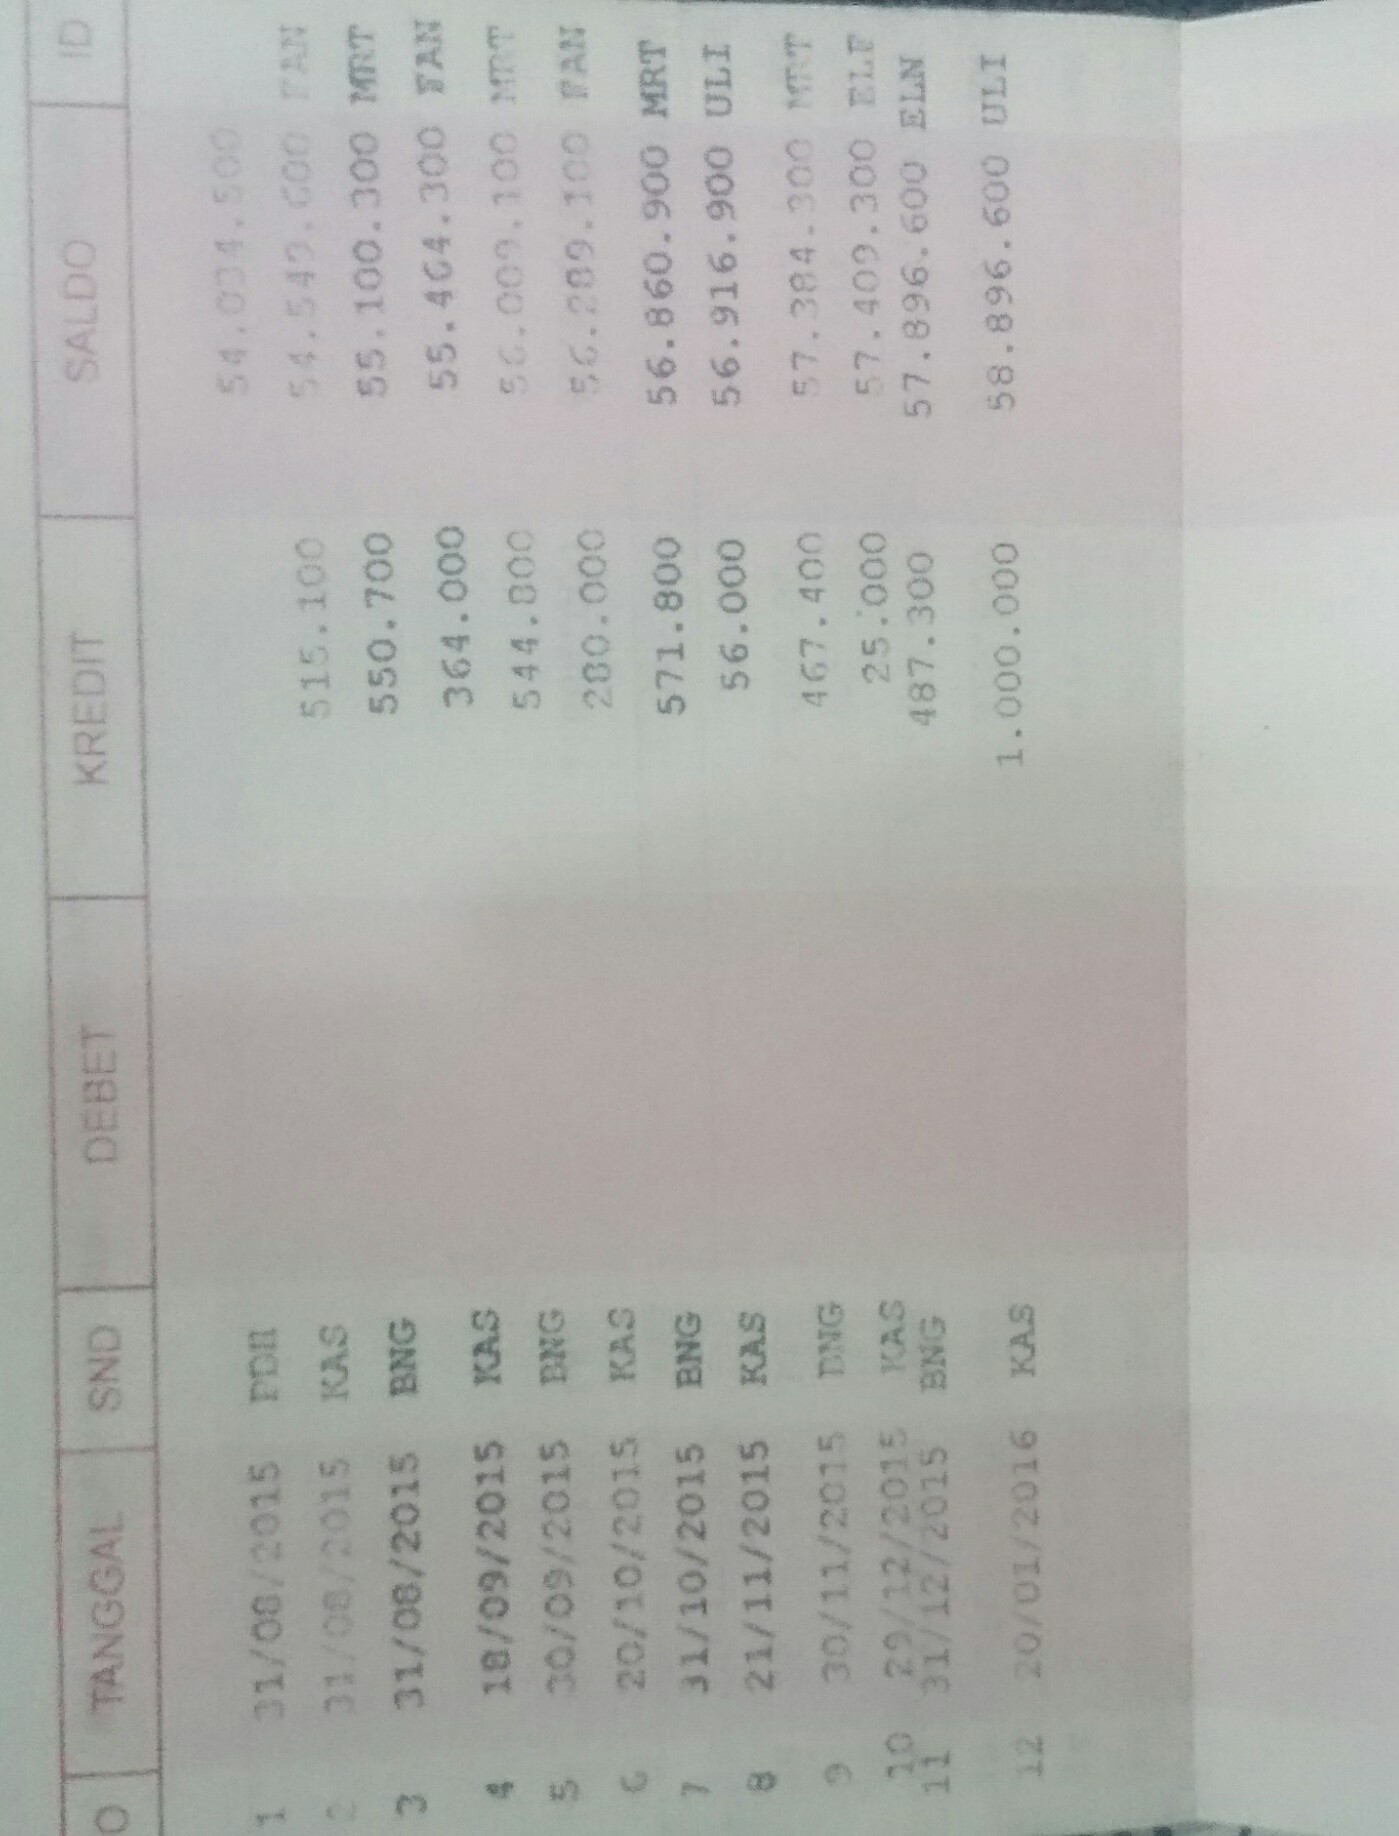 O TANGGAL SND DEBET KREDIT SALDO ID
1 31/08/2015 PDH 54.034.500
2 31/08/2015 KAS 515.100 54.549.600 FAN
3 31/08/2015 BNG 550.700 55.100.300 MRT
4 18/09/2015 KAS 364.000 55.464.300 FAN
5 30/09/2015 BNG 544.800 56.009.100 MRT
6 20/10/2015 KAS 280.000 56.289.100 FAN
7 31/10/2015 BNG 571.800 56.860.900 MRT
8 21/11/2015 KAS 56.000 56.916.900 ULI
9 30/11/2015 BNG 467.400 57.384.300 MRT
10 29/12/2015 KAS 25.000 57.409.300 ELF
11 31/12/2015 BNG 487.300 57.896.600 ELN
12 20/01/2016 KAS 1.000.000 58.896.600 ULI